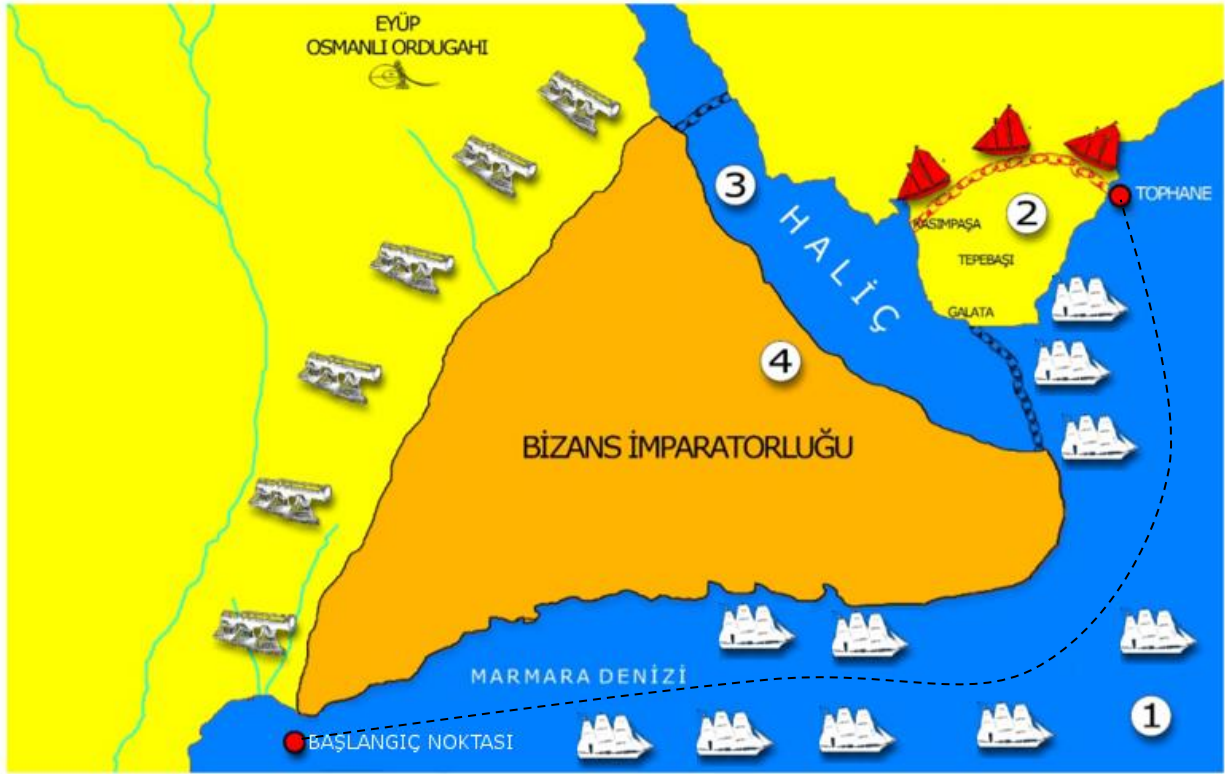 EYÜP
OSMANLI ORDUGAHI
3
HALİÇ
2
KASIMPAŞA
TEPEBAŞI
GALATA
TOPHANE
4
BİZANS İMPARATORLUĞU
MARMARA DENİZİ
1
BAŞLANGIÇ NOKTASI